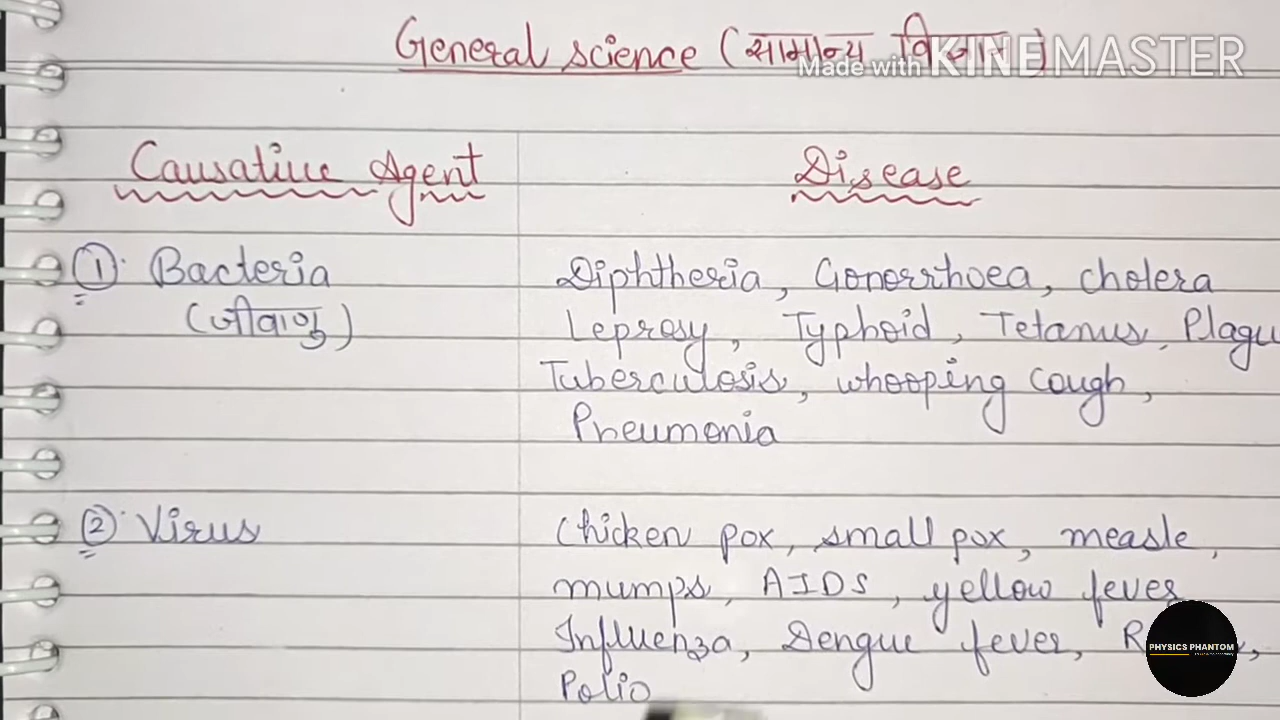 General science (सामान्य विज्ञान)
Made with KINEMASTER
Causative Agent
Disease
① Bacteria
(जीवाणु)
Diphtheria, Gonorrhoea, cholera
Leprosy, Typhoid, Tetanus, Plagu
Tuberculosis, whooping cough,
Pneumonia
② Virus
Chicken pox, small pox, measle,
mumps, AIDS, yellow fever
Influenza, Dengue fever,
Polio
PHYSICS PHANTOM